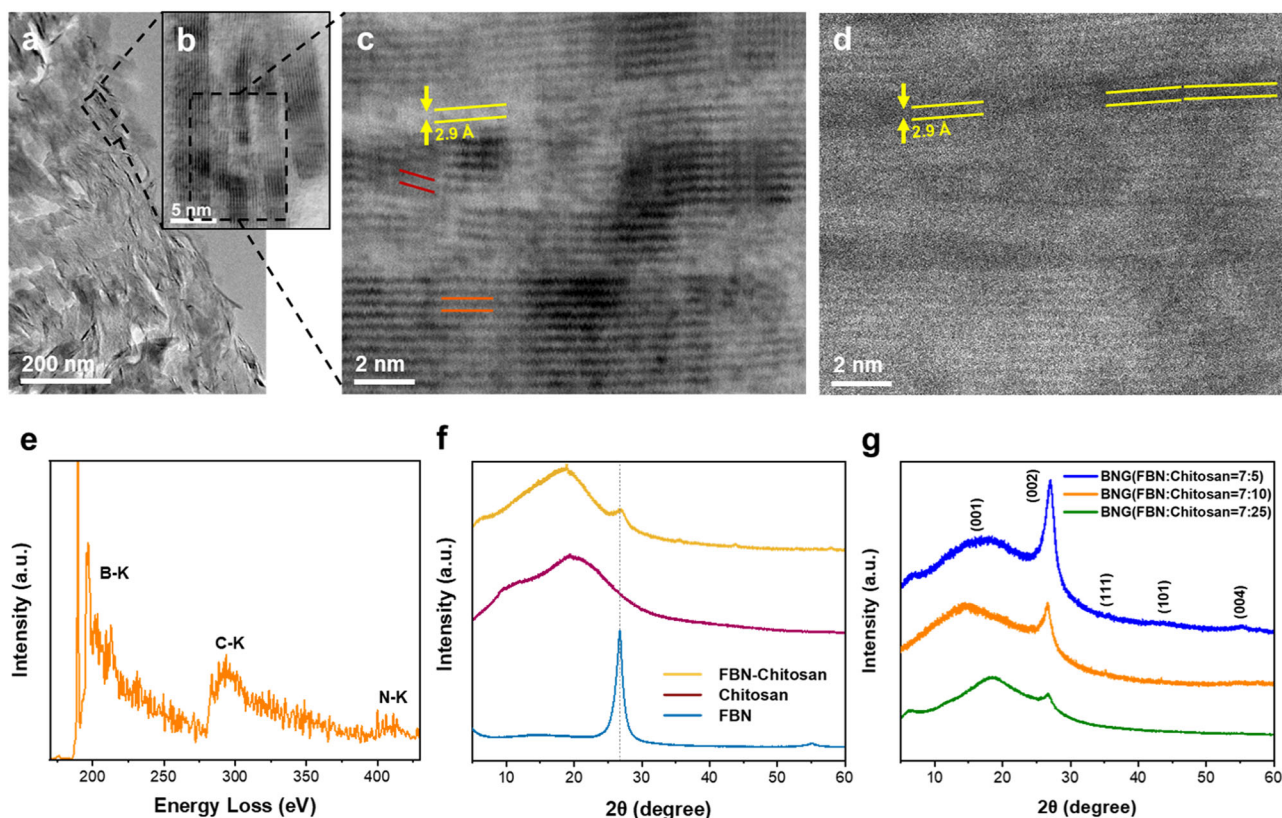 a
b
c
d
2.9 Å
2.9 Å
5 nm
200 nm
2 nm
2 nm
e
f
g
Intensity (a.u.)
B-K
C-K
N-K
200
250
300
350
400
Energy Loss (eV)
Intensity (a.u.)
FBN-Chitosan
Chitosan
FBN
10
20
30
40
50
60
2θ (degree)
Intensity (a.u.)
BNG(FBN:Chitosan=7:5)
BNG(FBN:Chitosan=7:10)
BNG(FBN:Chitosan=7:25)
(001)
(002)
(111)
(101)
(004)
10
20
30
40
50
60
2θ (degree)